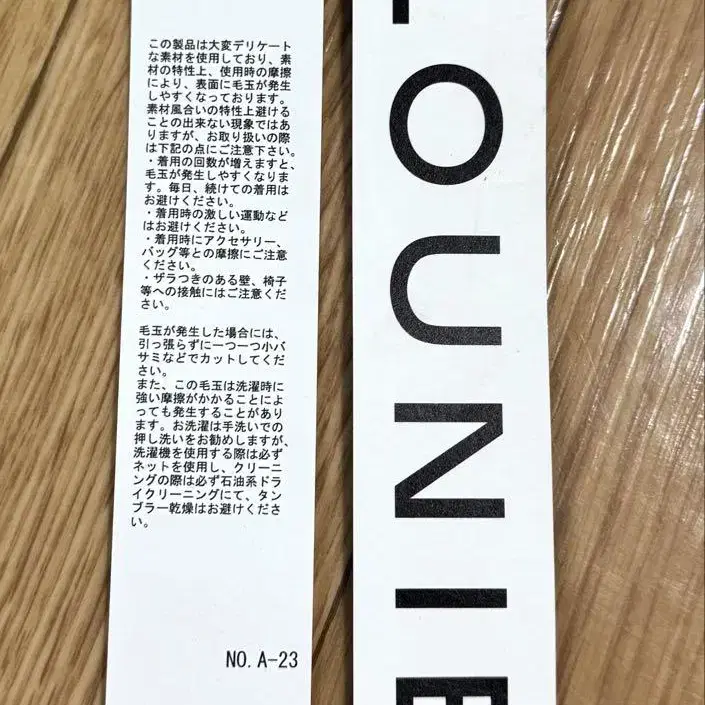 この製品は大変デリケート
な素材を使用しており、素
材の特性上、使用時の摩擦
により、表面に毛玉が発生
しやすくなっております。
素材風合いの特性上避ける
ことの出来ない現象ではあ
りますが、お取り扱いの際
は下記の点にご注意下さい。
・着用の回数が増えますと、
毛玉が発生しやすくなりま
す。毎日、続けての着用は
お避けください。
・着用時の激しい運動など
はお避けください。
・着用時にアクセサリー、
バッグ等との摩擦にご注意
ください。
・ザラつきのある壁、椅子
等への接触にはご注意くだ
さい。
毛玉が発生した場合には、
引っ張らずに一つ一つ小バ
サミなどでカットしてくだ
さい。
また、この毛玉は洗濯時に
強い摩擦がかかることによ
っても発生することがあり
ます。お洗濯は手洗いでの
押し洗いをお勧めしますが、
洗濯機を使用する際は必ず
ネットを使用し、クリーニ
ングの際は必ず石油系ドラ
イクリーニングにて、タン
ブラー乾燥はお避けくださ
い。
NO. A-23
LOUNIE